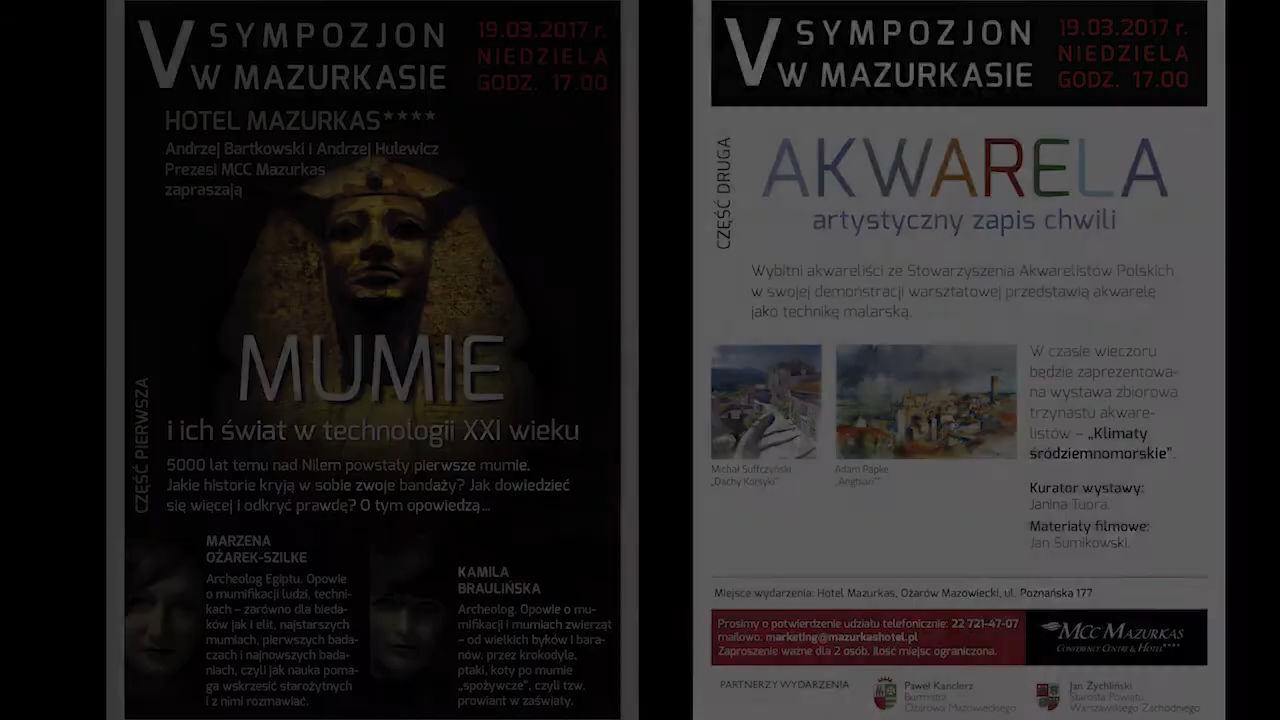 V SYMPOZJON
W MAZURKASIE
19.03.2017 r.
NIEDZIELA
GODZ. 17.00
HOTEL MAZURKAS****
Andrzej Bartkowski i Andrzej Hulewicz
Prezesi MCC Mazurkas
zapraszają
MUMIE
i ich świat w technologii XXI wieku
CZĘŚĆ PIERWSZA
5000 lat temu nad Nilem powstały pierwsze mumie.
Jakie historie kryją w sobie zwoje bandaży? Jak dowiedzieć
się więcej i odkryć prawdę? O tym opowiedzą...
MARZENA
OŻAREK-SZILKE
Archeolog Egiptu. Opowie
o mumifikacji ludzi, techni-
kach – zarówno dla bieda-
ków jak i elit, najstarszych
mumiach, pierwszych bada-
czach i najnowszych bada-
niach, czyli jak nauka poma-
ga wskrzesić starożytnych
i z nimi rozmawiać.
KAMILA
BRAULIŃSKA
Archeolog. Opowie o mu-
mifikacji i mumiach zwierząt
– od wielkich byków i bara-
nów, przez krokodyle,
ptaki, koty po mumie
„spożywcze”, czyli tzw.
prowiant w zaświaty.
V SYMPOZJON
W MAZURKASIE
19.03.2017 r.
NIEDZIELA
GODZ. 17.00
CZĘŚĆ DRUGA
AKWARELA
artystyczny zapis chwili
Wybitni akwareliści ze Stowarzyszenia Akwarelistów Polskich
w swojej demonstracji warsztatowej przedstawią akwarelę
jako technikę malarską.
W czasie wieczoru
będzie zaprezentowa-
na wystawa zbiorowa
trzynastu akware-
listów – „Klimaty
śródziemnomorskie”.
Michał Suffczyński
„Dachy Korsyki”
Adam Papke
„Anghiari”
Kurator wystawy:
Janina Tuora.
Materiały filmowe:
Jan Sumikowski.
Miejsce wydarzenia: Hotel Mazurkas, Ożarów Mazowiecki, ul. Poznańska 177
Prosimy o potwierdzenie udziału telefonicznie: 22 721-47-07
mailowo: marketing@mazurkashotel.pl
Zaproszenie ważne dla 2 osób. Ilość miejsc ograniczona.
MCC MAZURKAS
CONFERENCE CENTRE & HOTEL****
PARTNERZY WYDARZENIA
Paweł Kanclerz
Burmistrz
Ożarowa Mazowieckiego
Jan Żychliński
Starosta Powiatu
Warszawskiego Zachodniego